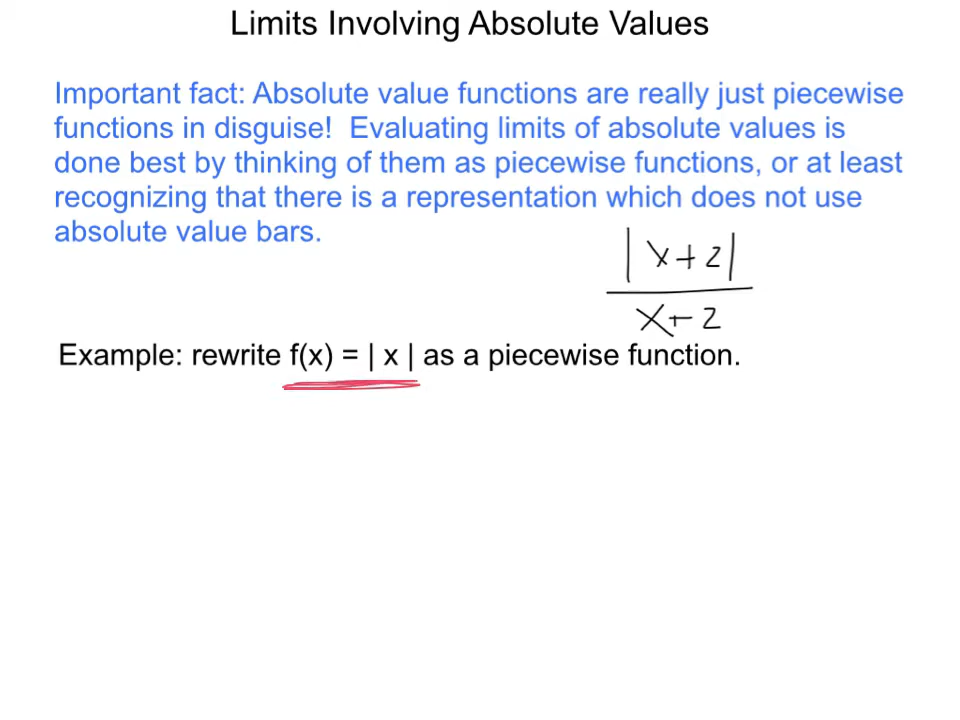 Limits Involving Absolute Values
Important fact: Absolute value functions are really just piecewise
functions in disguise!  Evaluating limits of absolute values is
done best by thinking of them as piecewise functions, or at least
recognizing that there is a representation which does not use
absolute value bars.
|x+2|
x+2
Example: rewrite f(x) = | x | as a piecewise function.